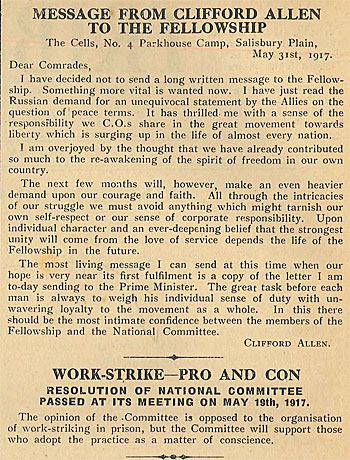 MESSAGE FROM CLIFFORD ALLEN
TO THE FELLOWSHIP
The Cells, No. 4 Parkhouse Camp, Salisbury Plain,
May 31st, 1917.
Dear Comrades,
I have decided not to send a long written message to the Fellow-
ship. Something more vital is wanted now. I have just read the
Russian demand for an unequivocal statement by the Allies on the
question of peace terms. It has thrilled me with a sense of the
responsibility we C.O.s share in the great movement towards
liberty which is surging up in the life of almost every nation.
I am overjoyed by the thought that we have already contributed
so much to the re-awakening of the spirit of freedom in our own
country.
The next few months will, however, make an even heavier
demand upon our courage and faith. All through the intricacies
of our struggle we must avoid anything which might tarnish our
own self-respect or our sense of corporate responsibility. Upon
individual character and an ever-deepening belief that the strongest
unity will come from the love of service depends the life of the
Fellowship in the future.
The most living message I can send at this time when our
hope is very near its first fulfilment is a copy of the letter I am
to-day sending to the Prime Minister. The great task before each
man is always to weigh his individual sense of duty with un-
wavering loyalty to the movement as a whole. In this there
should be the most intimate confidence between the members of the
Fellowship and the National Committee.
CLIFFORD ALLEN.
WORK-STRIKE—PRO AND CON
RESOLUTION OF NATIONAL COMMITTEE
PASSED AT ITS MEETING ON MAY 19th, 1917.
The opinion of the Committee is opposed to the organisation
of work-striking in prison, but the Committee will support those
who adopt the practice as a matter of conscience.